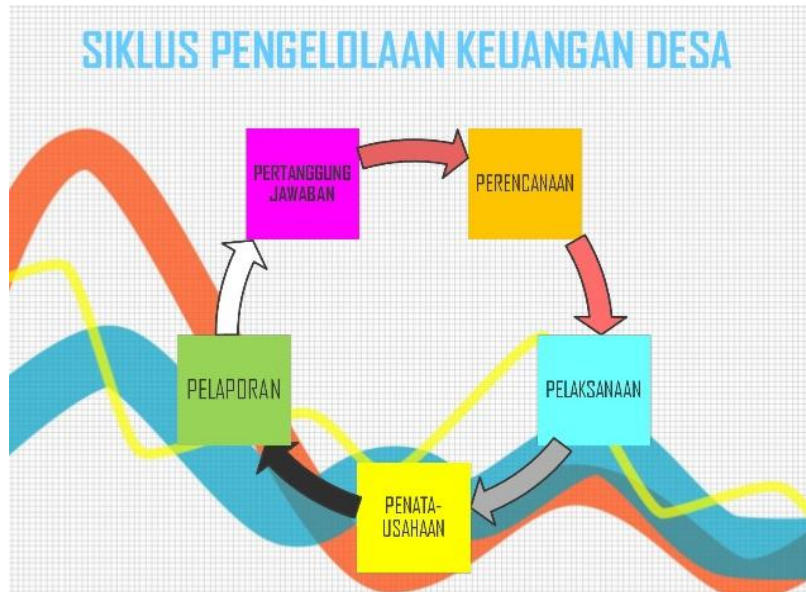 SIKLUS PENGELOLAAN KEUANGAN DESA
PERTANGGUNG
JAWABAN
PERENCANAAN
PELAKSANAAN
PENATA-
USAHAAN
PELAPORAN